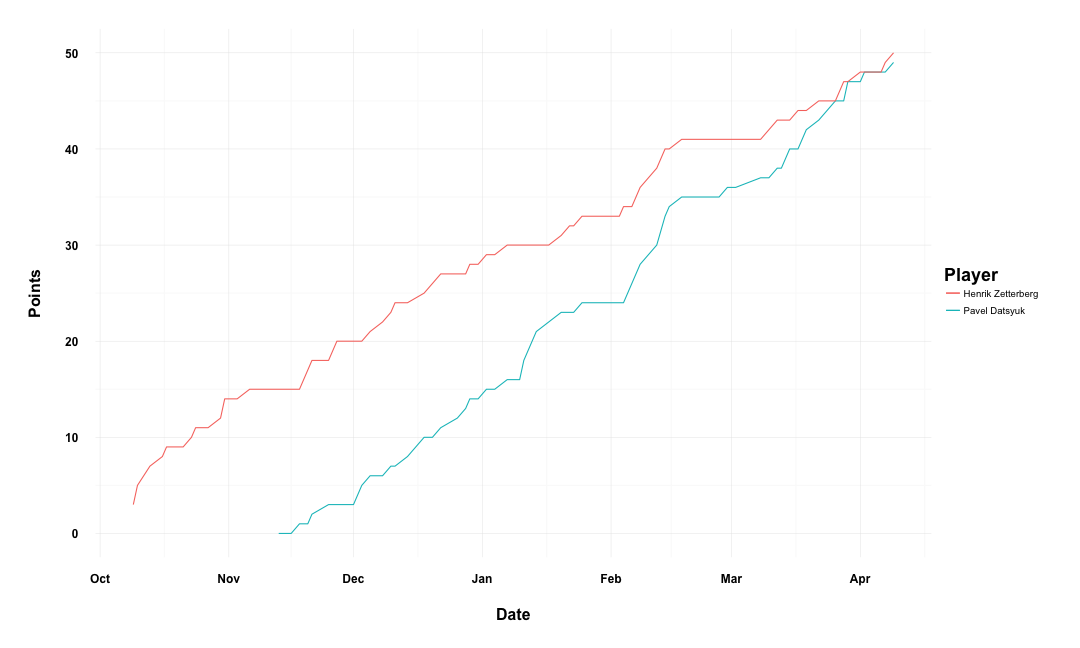 50
40
30
20
10
0
Points
Oct Nov Dec Jan Feb Mar Apr
Date
Player
Henrik Zetterberg
Pavel Datsyuk